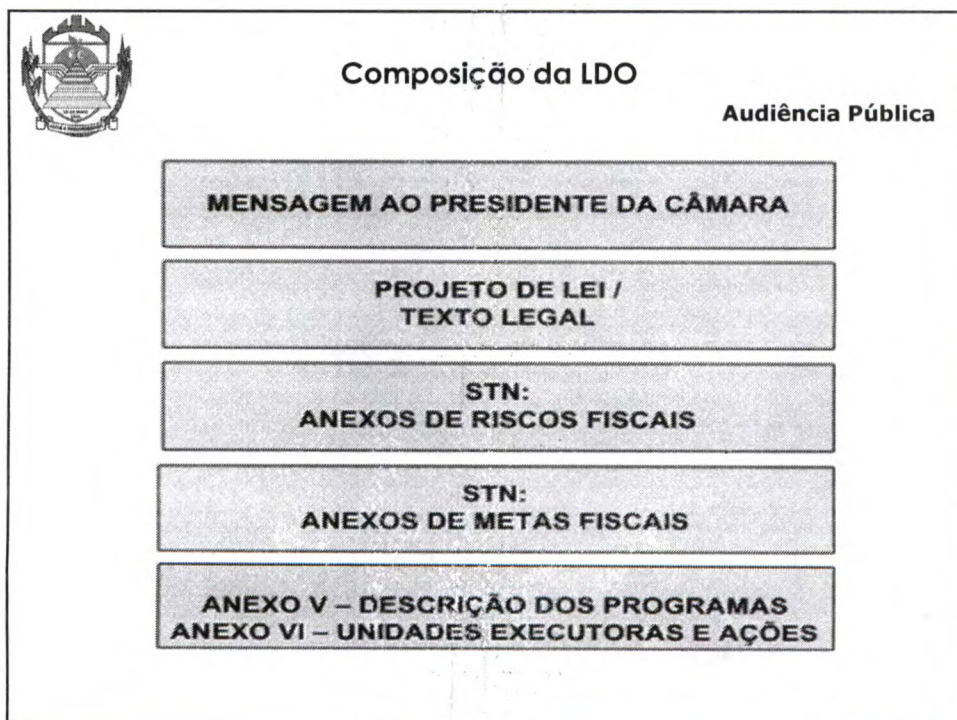 Composição da LDO
Audiência Pública
MENSAGEM AO PRESIDENTE DA CÂMARA
PROJETO DE LEI /
TEXTO LEGAL
STN:
ANEXOS DE RISCOS FISCAIS
STN:
ANEXOS DE METAS FISCAIS
ANEXO V – DESCRIÇÃO DOS PROGRAMAS
ANEXO VI – UNIDADES EXECUTORAS E AÇÕES